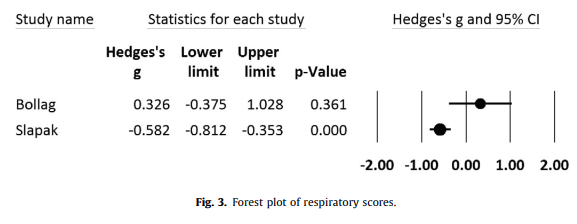 Study name Statistics for each study Hedges's g and 95% CI
Hedges's Lower Upper
g limit limit p-Value
Bollag 0.326 -0.375 1.028 0.361
Slapak -0.582 -0.812 -0.353 0.000
-2.00 -1.00 0.00 1.00 2.00
Fig. 3. Forest plot of respiratory scores.